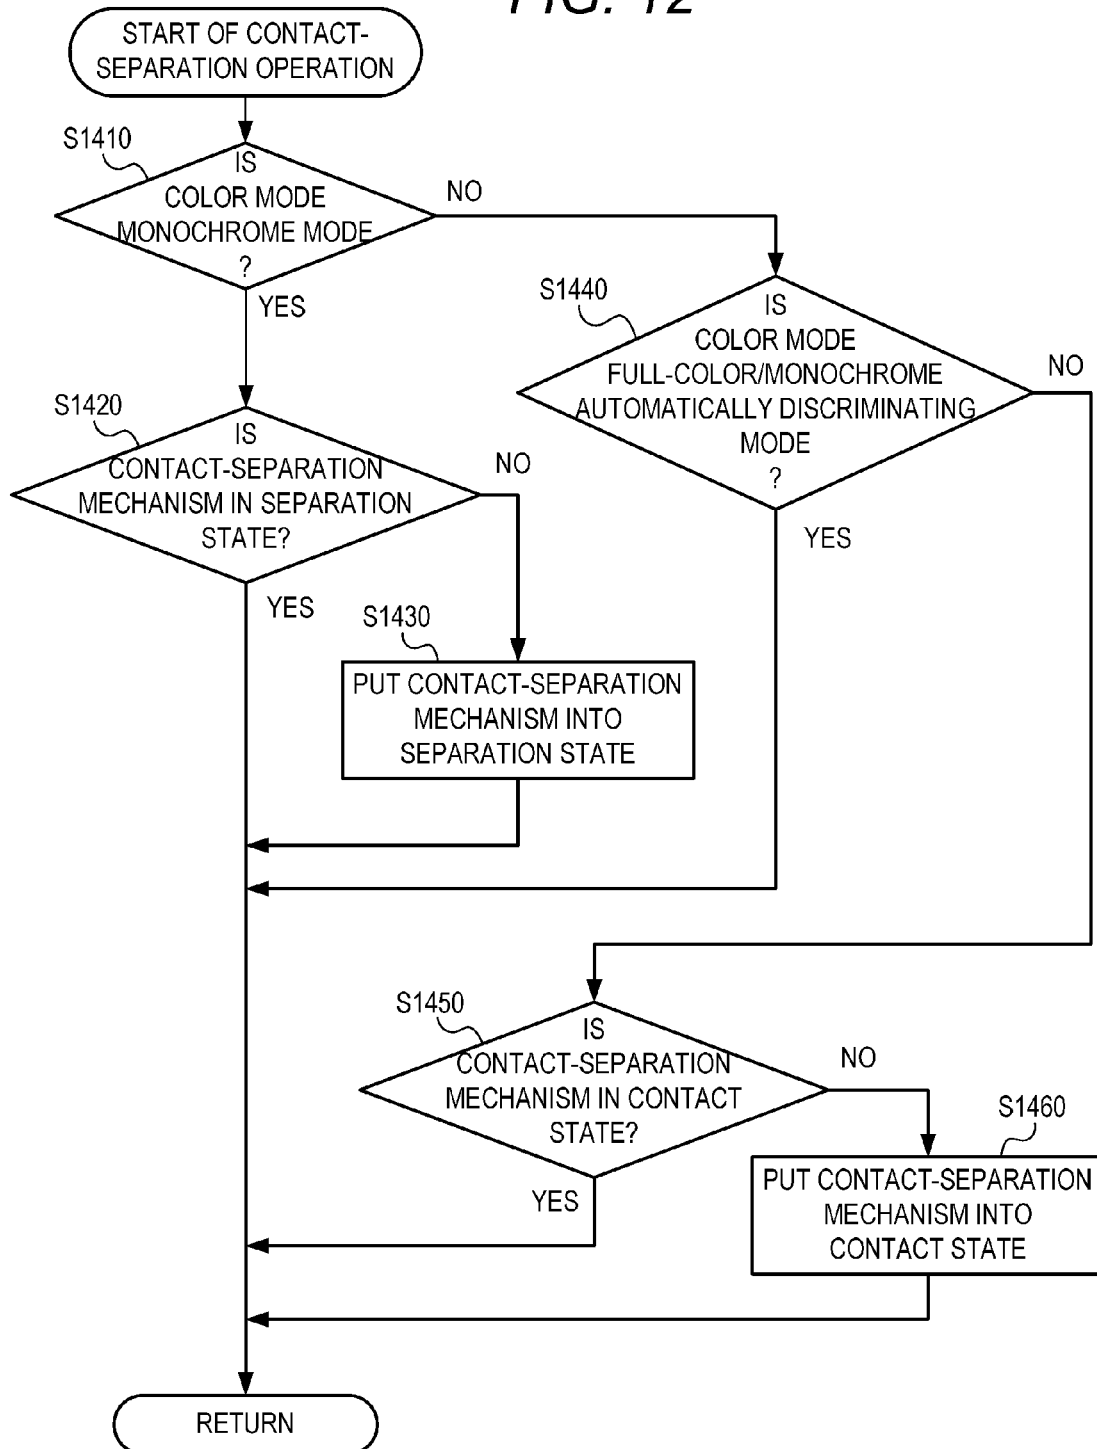 FIG. 12
START OF CONTACT-
SEPARATION OPERATION
S1410
IS
COLOR MODE
MONOCHROME MODE
?
NO
YES
S1440
IS
COLOR MODE
FULL-COLOR/MONOCHROME
AUTOMATICALLY DISCRIMINATING
MODE
?
NO
YES
S1420
IS
CONTACT-SEPARATION
MECHANISM IN SEPARATION
STATE?
NO
YES
S1430
PUT CONTACT-SEPARATION
MECHANISM INTO
SEPARATION STATE
S1450
IS
CONTACT-SEPARATION
MECHANISM IN CONTACT
STATE?
NO
YES
S1460
PUT CONTACT-SEPARATION
MECHANISM INTO
CONTACT STATE
RETURN